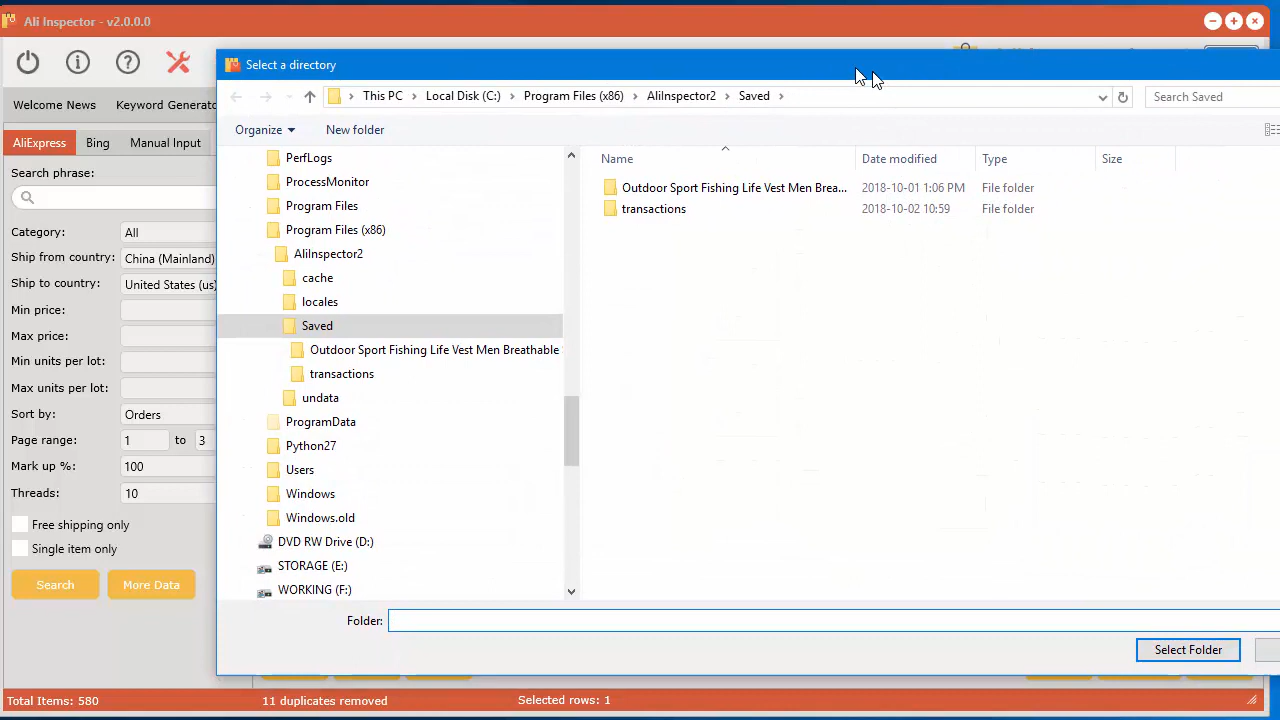 Ali Inspector - v2.0.0.0
Select a directory
This PC > Local Disk (C:) > Program Files (x86) > AliInspector2 > Saved >
Search Saved
Welcome News
Keyword Generato
Organize
New folder
AliExpress
Bing
Manual Input
Search phrase:
Category:
All
Ship from country:
China (Mainland)
Ship to country:
United States (us)
Min price:
Max price:
Min units per lot:
Max units per lot:
Sort by:
Orders
Page range:
1
to
3
Mark up %:
100
Threads:
10
Free shipping only
Single item only
Search
More Data
PerfLogs
ProcessMonitor
Program Files
Program Files (x86)
AliInspector2
cache
locales
Saved
Outdoor Sport Fishing Life Vest Men Breathable
transactions
undata
ProgramData
Python27
Users
Windows
Windows.old
DVD RW Drive (D:)
STORAGE (E:)
WORKING (F:)
Name
Date modified
Type
Size
Outdoor Sport Fishing Life Vest Men Brea...
2018-10-01 1:06 PM
File folder
transactions
2018-10-02 10:59
File folder
Folder:
Select Folder
Total Items: 580
11 duplicates removed
Selected rows: 1